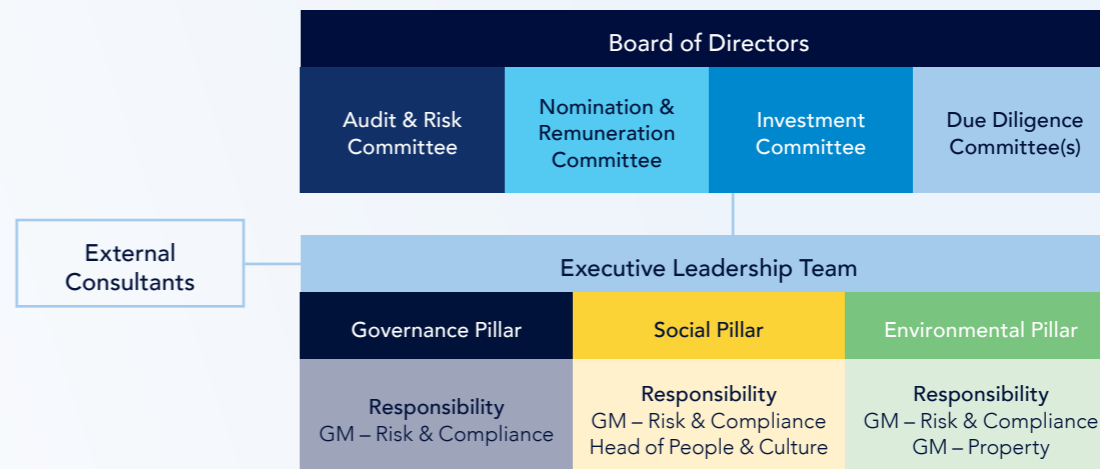 Board of Directors
Audit & Risk
Committee
Nomination &
Remuneration
Committee
Investment
Committee
Due Diligence
Committee(s)
External
Consultants
Executive Leadership Team
Governance Pillar
Social Pillar
Environmental Pillar
Responsibility
GM – Risk & Compliance
Responsibility
GM – Risk & Compliance
Head of People & Culture
Responsibility
GM – Risk & Compliance
GM – Property